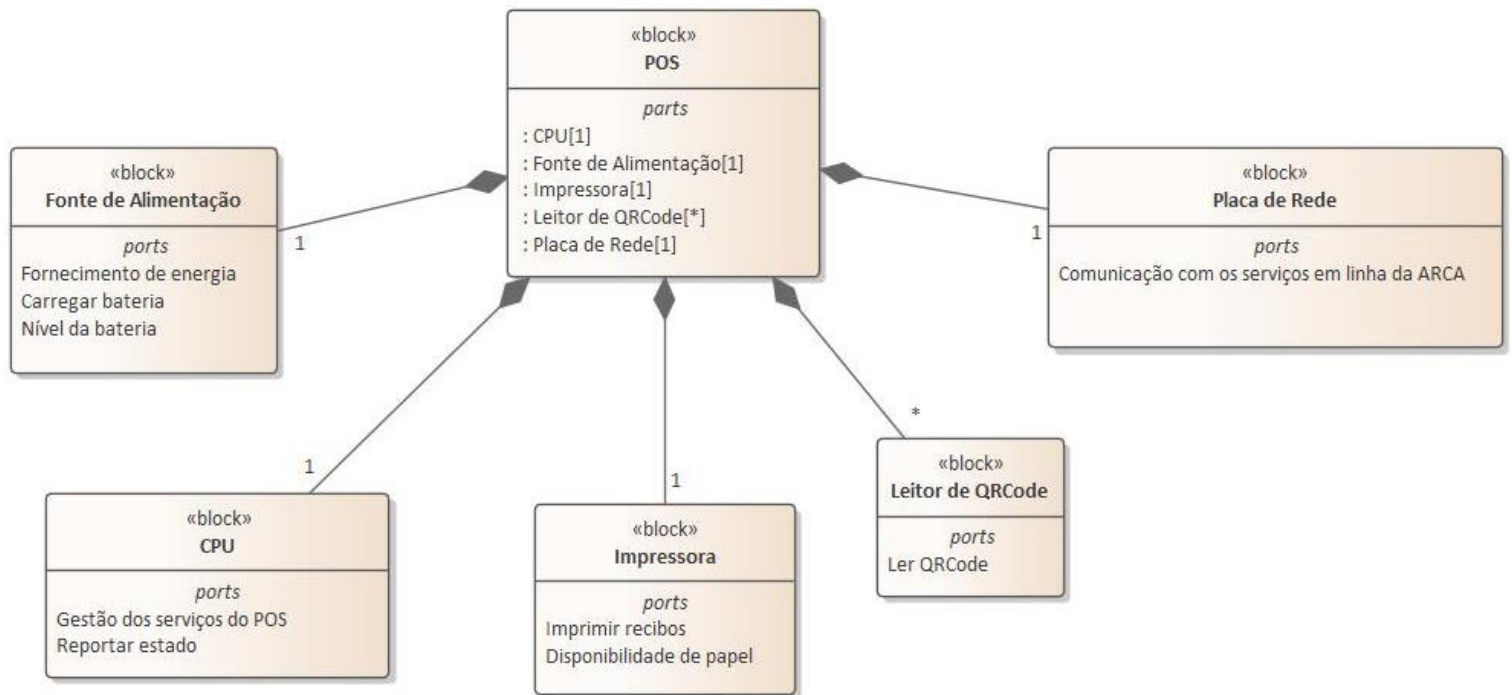 «block»
POS
parts
: CPU[1]
: Fonte de Alimentação[1]
: Impressora[1]
: Leitor de QRCode[*]
: Placa de Rede[1]
«block»
Fonte de Alimentação
ports
Fornecimento de energia
Carregar bateria
Nível da bateria
1
«block»
Placa de Rede
ports
Comunicação com os serviços em linha da ARCA
1
«block»
CPU
ports
Gestão dos serviços do POS
Reportar estado
1
«block»
Impressora
ports
Imprimir recibos
Disponibilidade de papel
1
«block»
Leitor de QRCode
ports
Ler QRCode
*